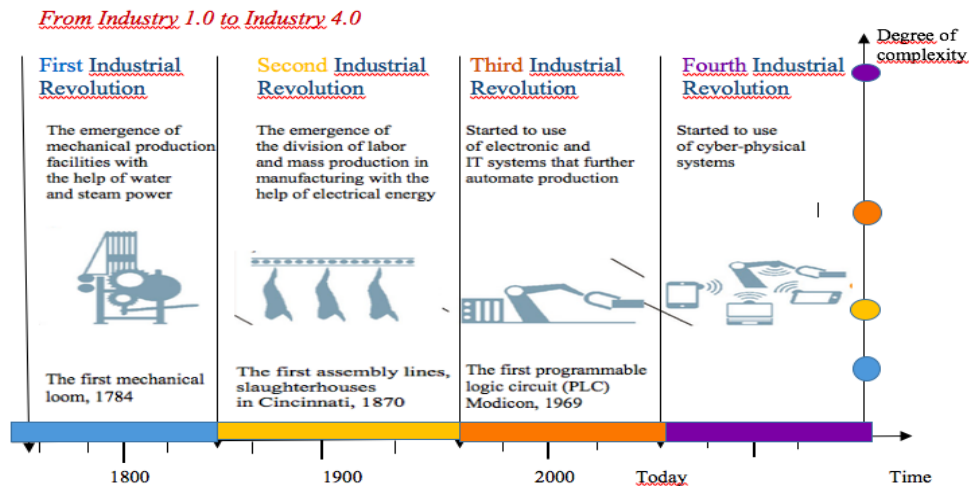 From Industry 1.0 to Industry 4.0
Degree of
complexity
First Industrial
Revolution
The emergence of
mechanical production
facilities with
the help of water
and steam power
The first mechanical
loom, 1784
Second Industrial
Revolution
The emergence of
the division of labor
and mass production in
manufacturing with the
help of electrical energy
The first assembly lines,
slaughterhouses
in Cincinnati, 1870
Third Industrial
Revolution
Started to use
of electronic and
IT systems that further
automate production
The first programmable
logic circuit (PLC)
Modicon, 1969
Fourth Industrial
Revolution
Started to use
of cyber-physical
systems
1800
1900
2000
Today
Time